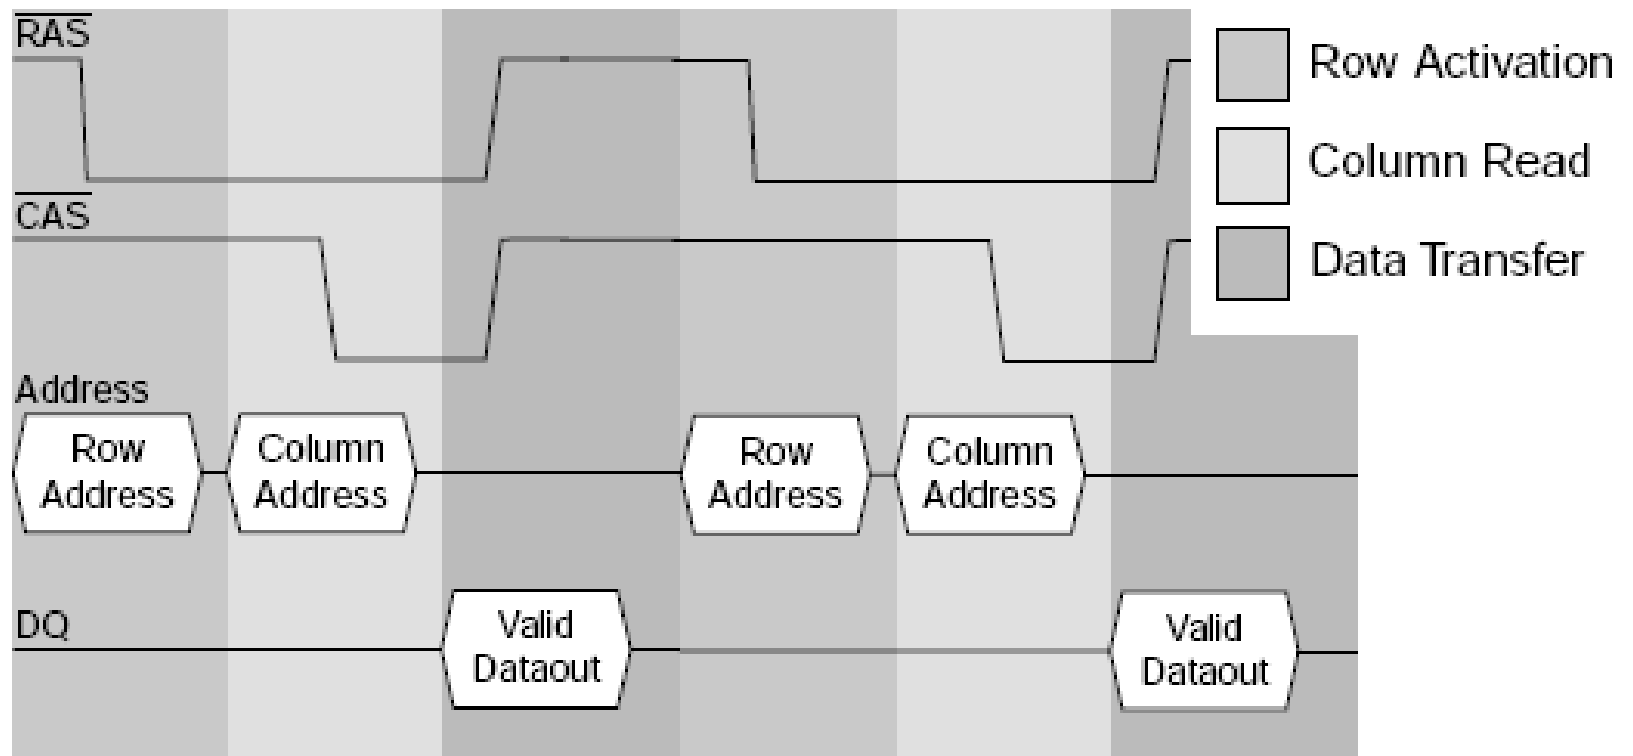 RAS
Row Activation
Column Read
CAS
Data Transfer
Address
Row
Address
Column
Address
Row
Address
Column
Address
DQ
Valid
Dataout
Valid
Dataout